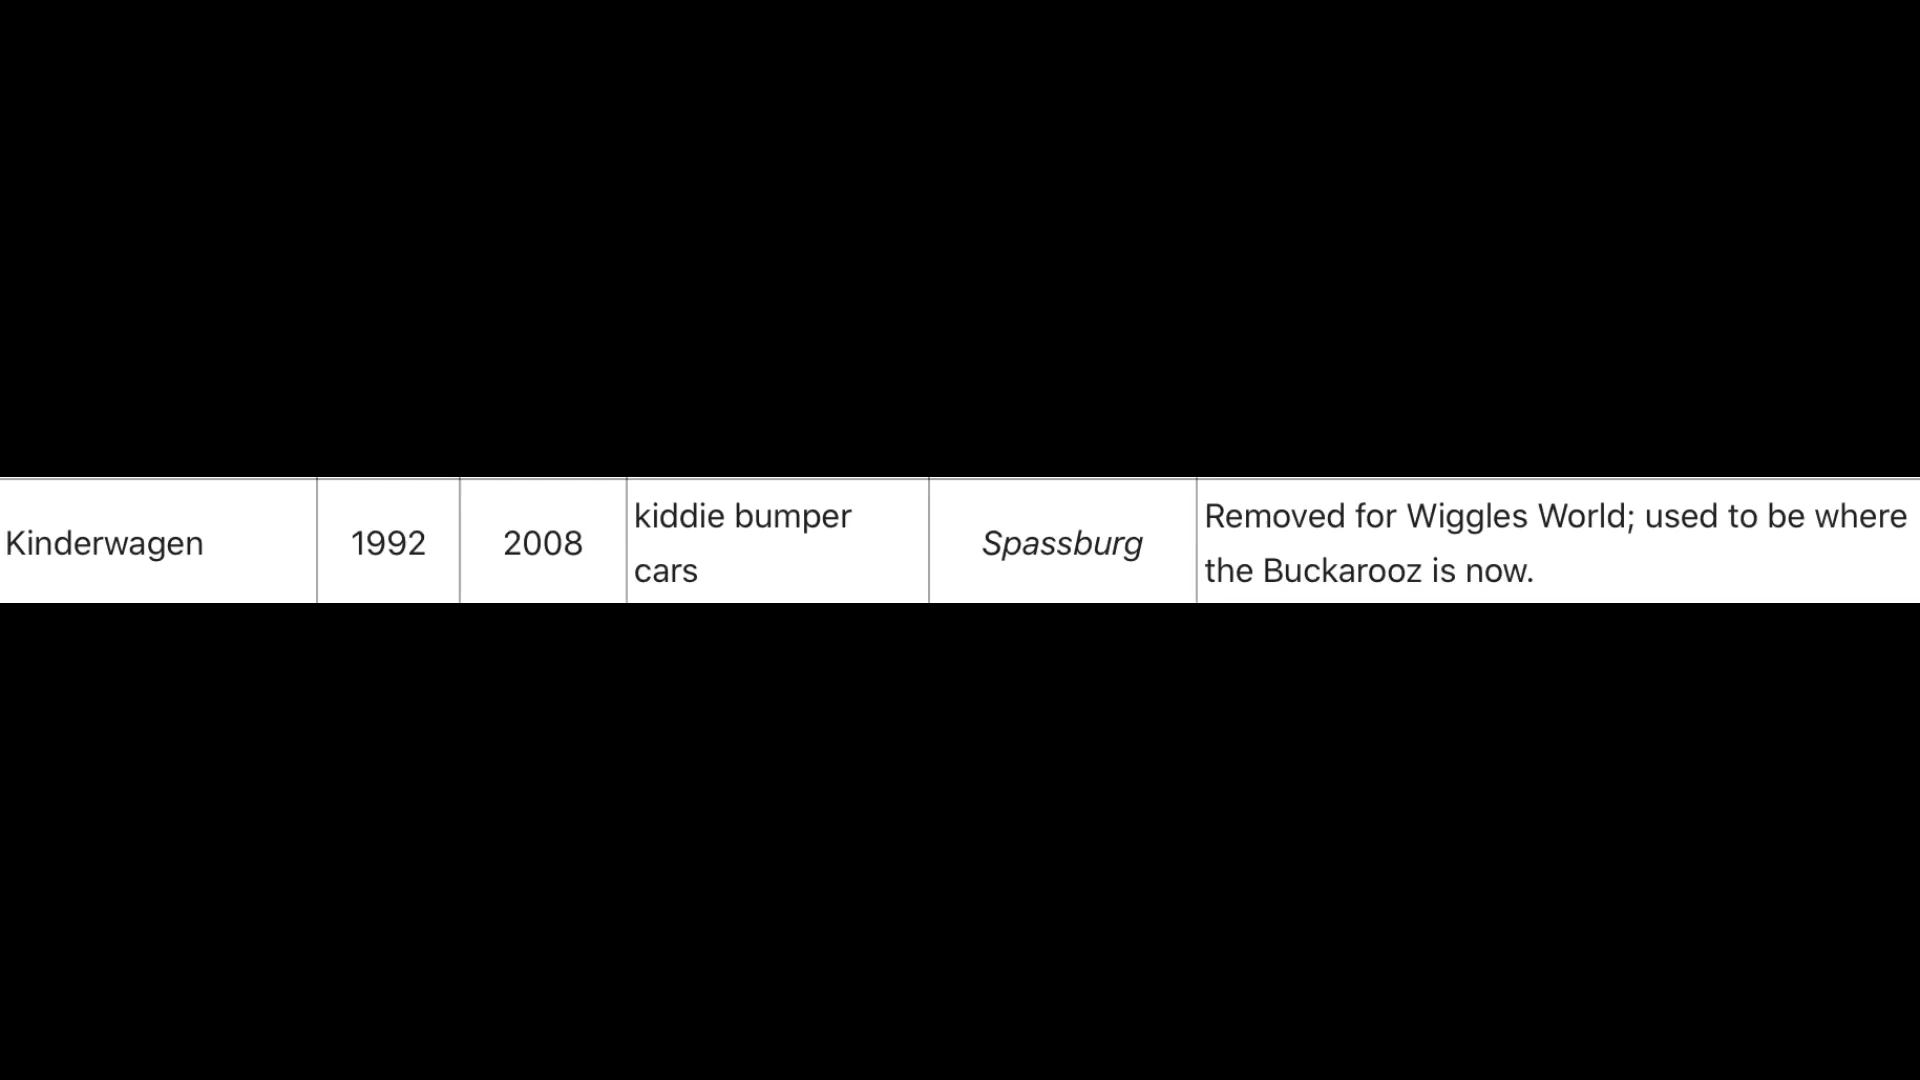 Kinderwagen
1992
2008
kiddie bumper
cars
Spassburg
Removed for Wiggles World; used to be where
the Buckarooz is now.